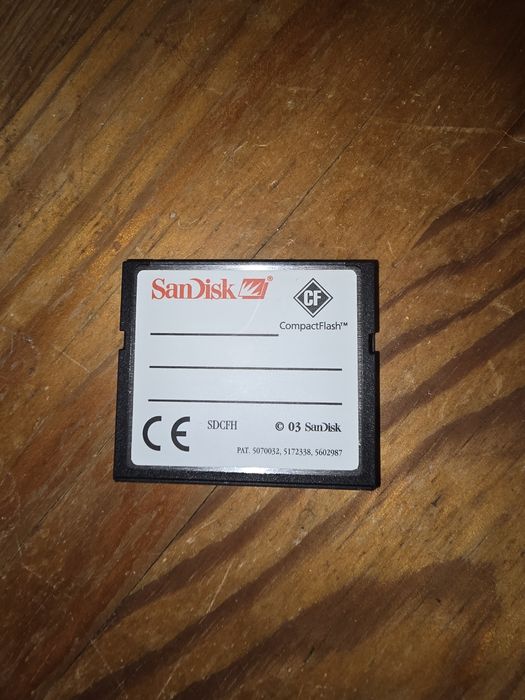 SanDisk®
CF
CompactFlash™
CE
SDCFH
© 03 SanDisk
PAT. 5070032, 5172338, 5602987